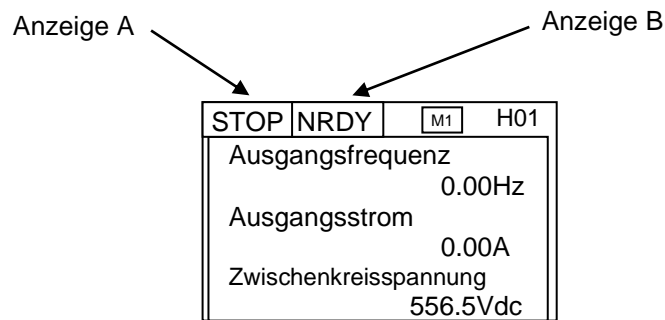 Anzeige A
Anzeige B
STOP NRDY M1 H01
Ausgangsfrequenz
0.00Hz
Ausgangsstrom
0.00A
Zwischenkreisspannung
556.5Vdc